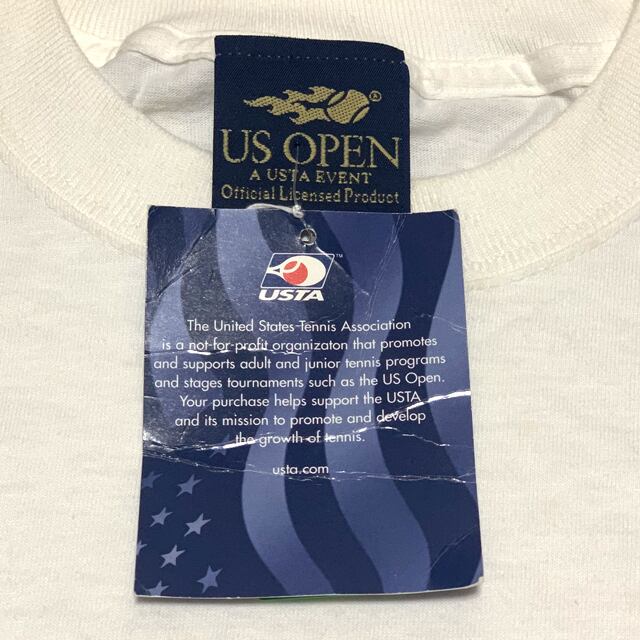 US OPEN
A USTA EVENT
Official Licensed Product
USTA™
The United States Tennis Association
is a not-for-profit organizaton that promotes
and supports adult and junior tennis programs
and stages tournaments such as the US Open.
Your purchase helps support the USTA
and its mission to promote and develop
the growth of tennis.
usta.com